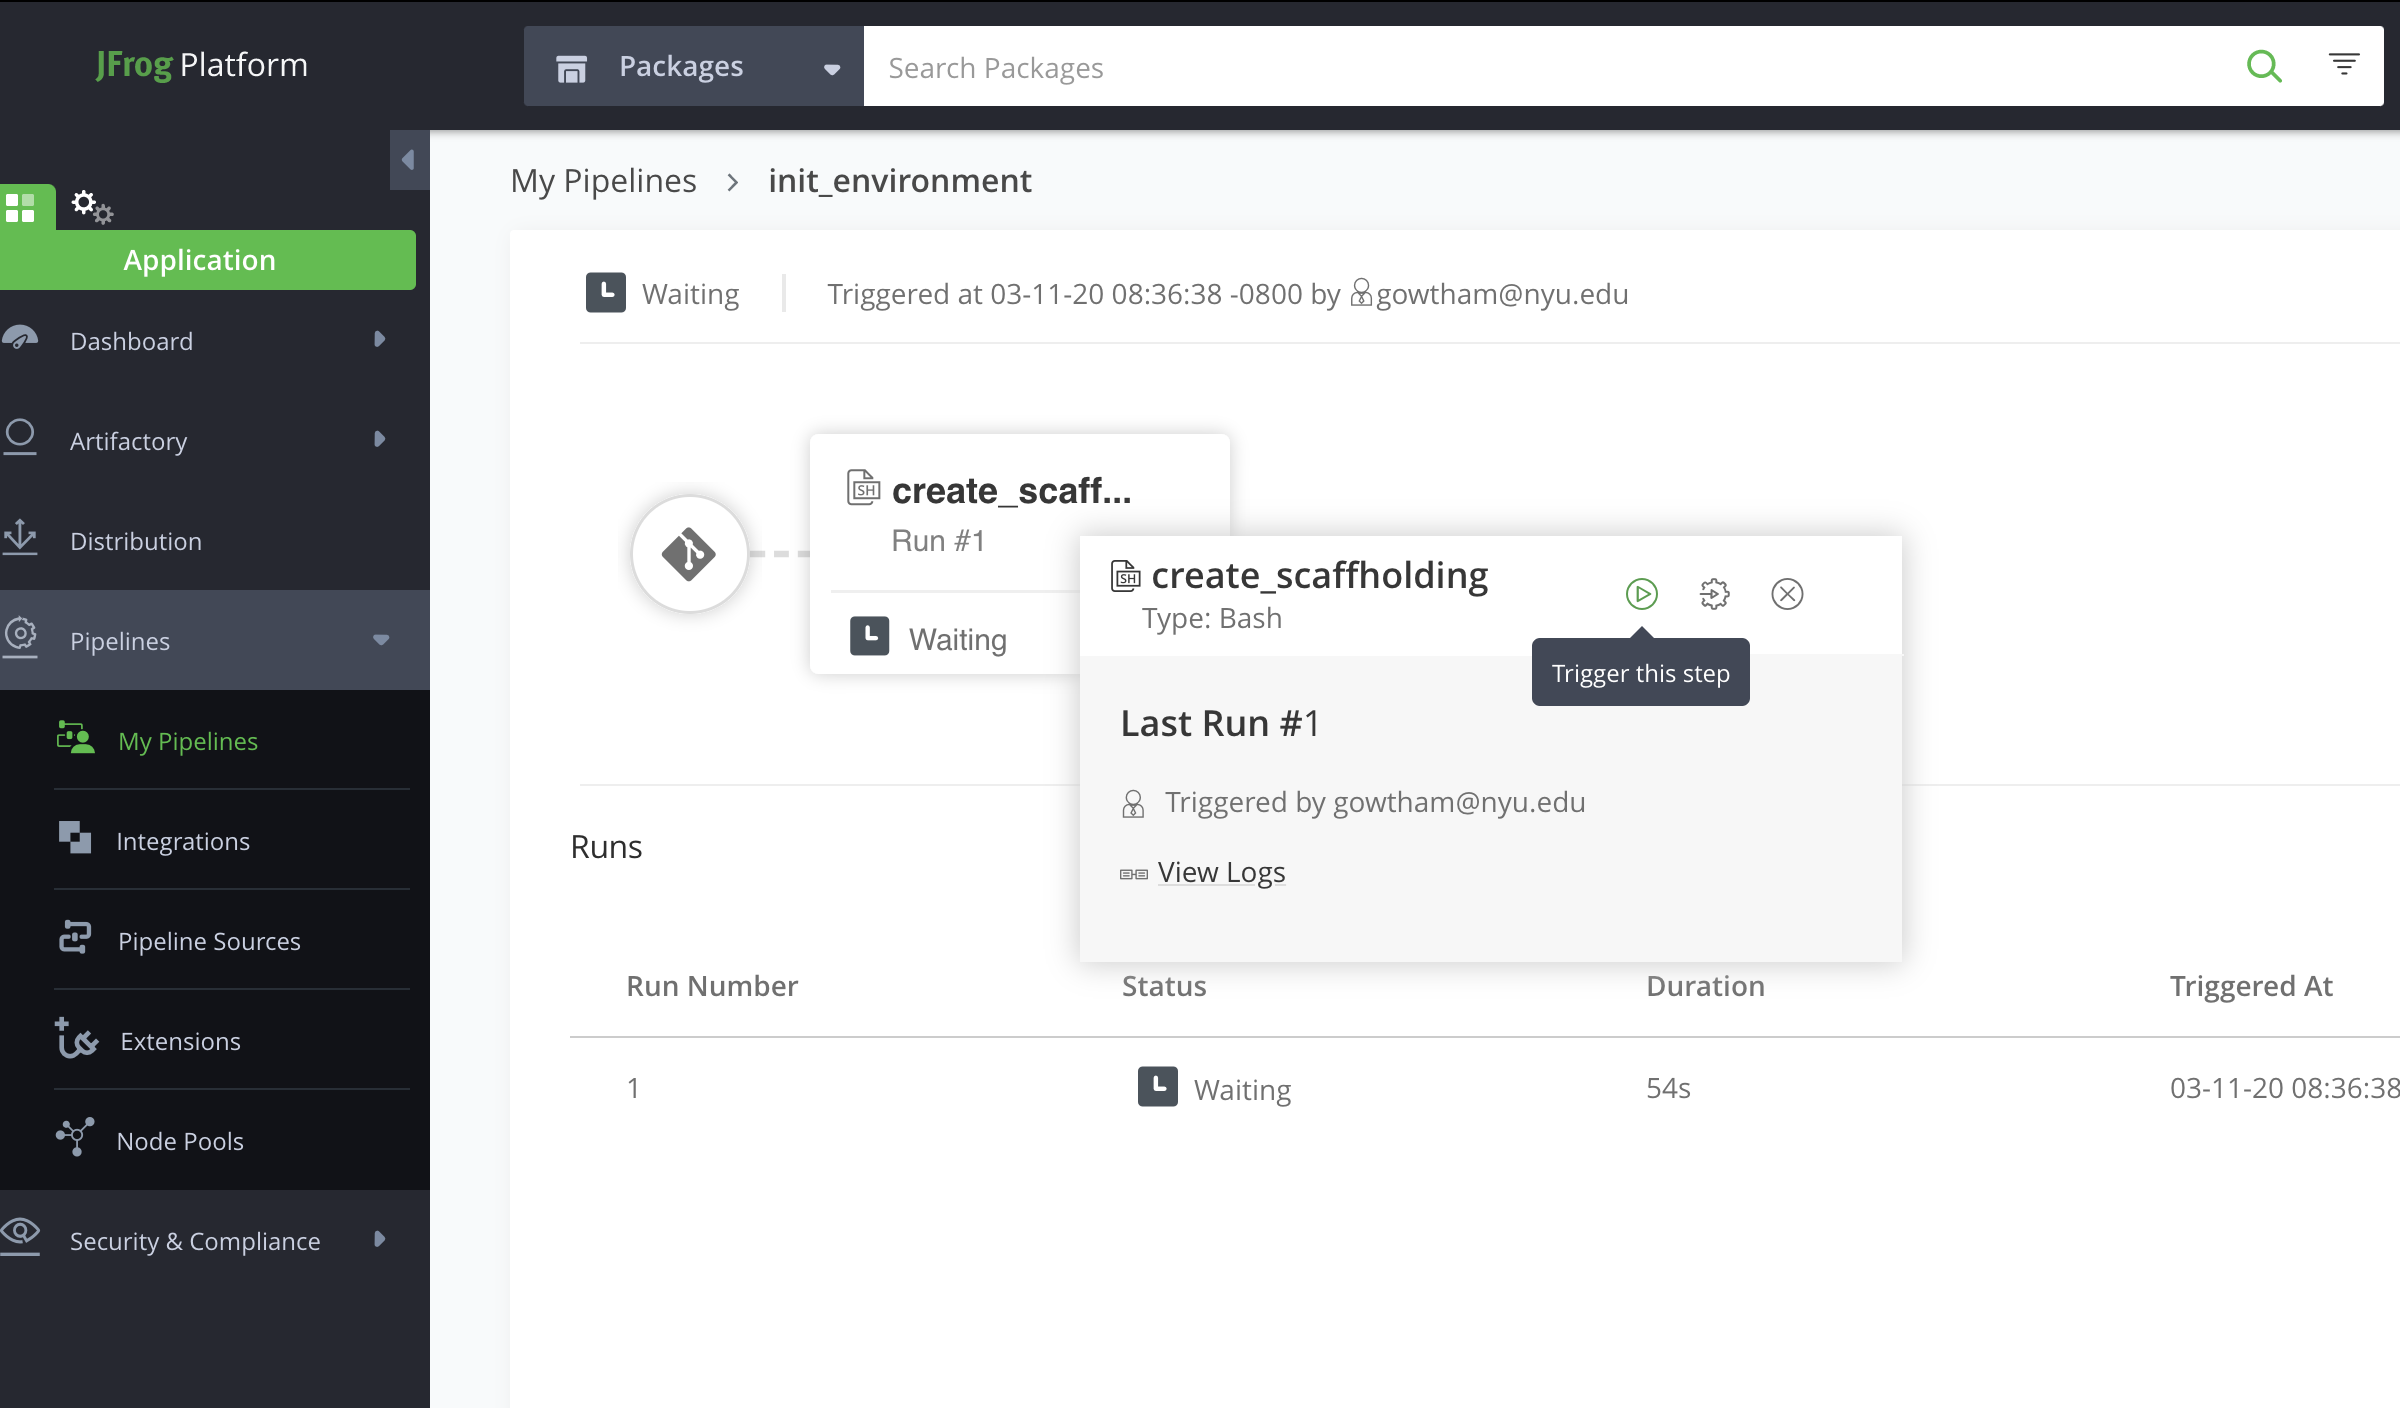 JFrog Platform
Packages
Search Packages
My Pipelines > init_environment
Application
Waiting
Triggered at 03-11-20 08:36:38 -0800 by gowtham@nyu.edu
Dashboard
Artifactory
Distribution
Pipelines
My Pipelines
Integrations
Pipeline Sources
Extensions
Node Pools
Security & Compliance
SH create_scaff...
Run #1
Waiting
SH create_scaffholding
Type: Bash
Trigger this step
Last Run #1
Triggered by gowtham@nyu.edu
View Logs
Runs
Run Number Status Duration Triggered At
1 Waiting 54s 03-11-20 08:36:38